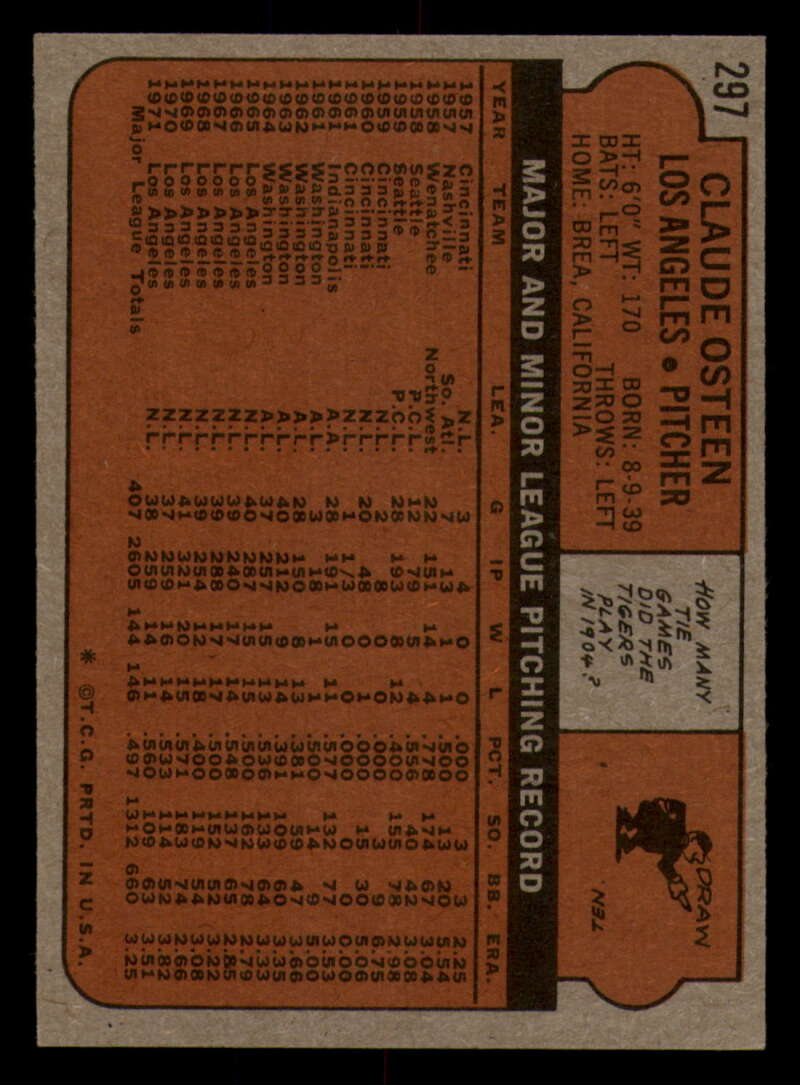 297
CLAUDE OSTEEN
LOS ANGELES • PITCHER
HT: 6'0" WT: 170 BORN: 8-9-39
BATS: LEFT THROWS: LEFT
HOME: BREA, CALIFORNIA
HOW MANY
TIE
GAMES
DID THE
TIGERS
PLAY
IN 1904?
DRAW
TEN.
MAJOR AND MINOR LEAGUE PITCHING RECORD
YEAR TEAM LEA. G IP W L PCT. SO. BB. ERA.
1957 Cincinnati N.L. 3 4 0 0 .000 3 3 2.25
1957 Nashville So. Atl. 7 13 1 1 .500 13 20 5.54
1958 Wenatchee Northwest 22 151 14 4 .778 174 67 3.04
1958 Seattle P.C.L. 12 79 5 4 .556 40 42 3.08
1959 Seattle P.C.L. 28 193 8 12 .400 155 78 2.98
1959 Cincinnati N.L. 2 8 0 0 .000 3 9 6.75
1960 Cincinnati N.L. 20 48 0 1 .000 15 30 5.06
1961 Cincinnati N.L. 1 1/3 0 0 .000 0 0 0.00
1961 Indianapolis A.A. 28 191 15 11 .577 132 77 3.53
1961 Washington A.L. 3 18 1 1 .500 14 9 5.00
1962 Washington A.L. 28 150 8 13 .381 59 47 3.66
1963 Washington A.L. 40 212 9 14 .391 109 60 3.35
1964 Washington A.L. 37 257 15 13 .536 133 64 3.33
1965 Los Angeles N.L. 40 287 15 15 .500 162 78 2.79
1966 Los Angeles N.L. 39 240 17 14 .548 137 65 2.85
1967 Los Angeles N.L. 39 288 17 17 .500 152 52 3.22
1968 Los Angeles N.L. 39 254 12 18 .400 119 54 3.08
1969 Los Angeles N.L. 41 321 20 15 .571 183 74 2.66
1970 Los Angeles N.L. 37 259 16 14 .533 114 52 3.82
1971 Los Angeles N.L. 38 259 14 11 .560 109 63 3.51
Major League Totals 407 2605 144 146 .497 1312 660 3.25
* ©T.C.G. PRTD. IN U.S.A.